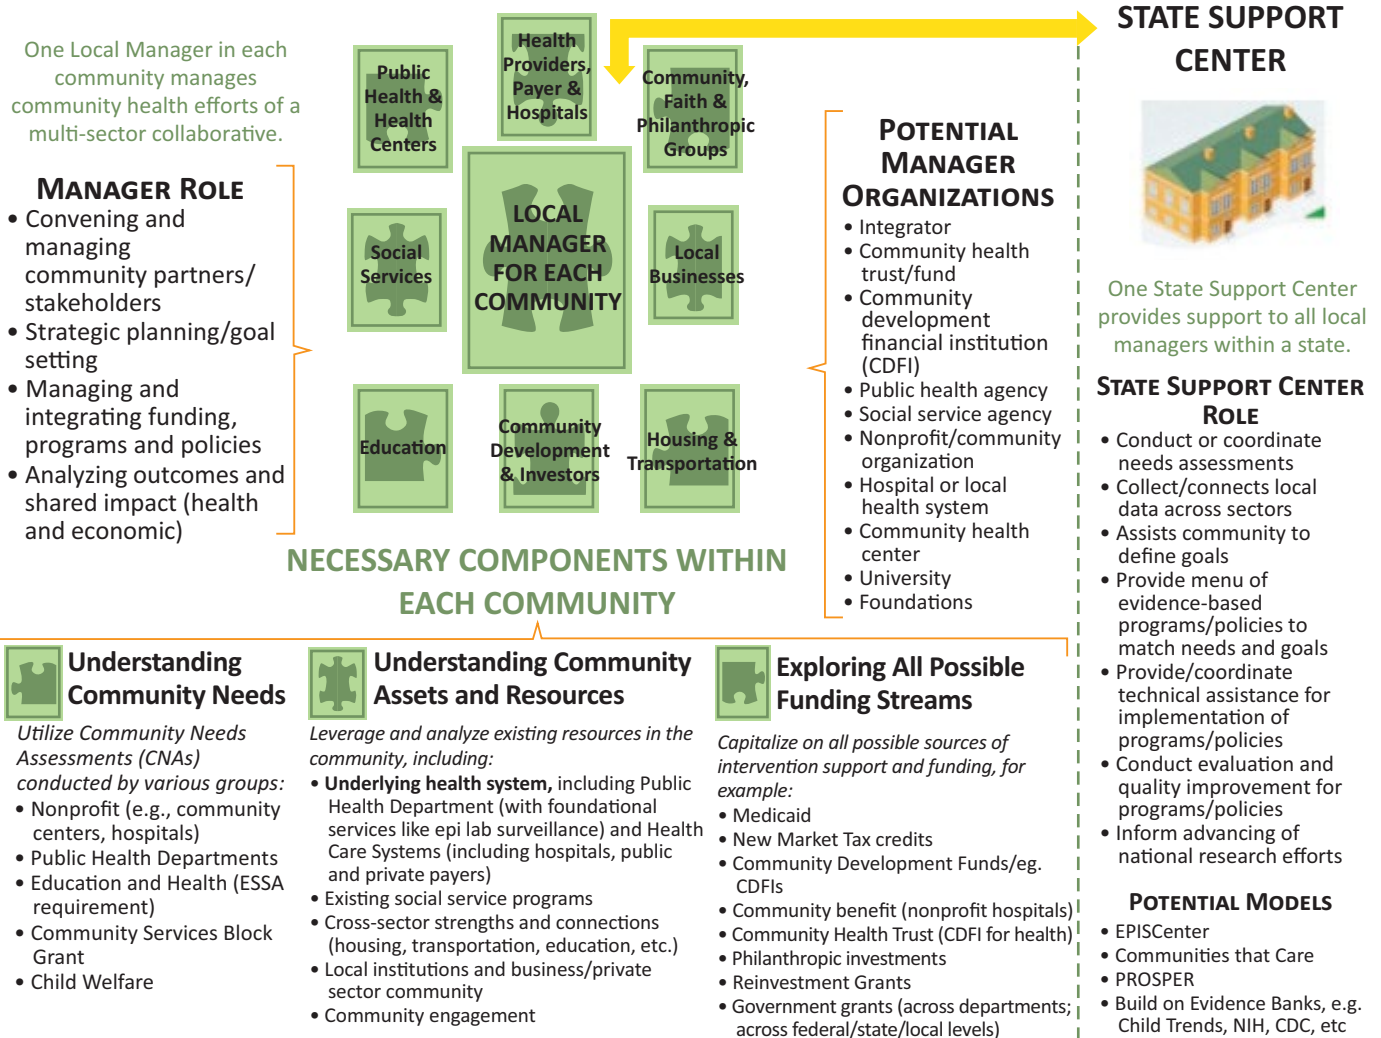 One Local Manager in each
community manages
community health efforts of a
multi-sector collaborative.
MANAGER ROLE
• Convening and
managing
community partners/
stakeholders
• Strategic planning/goal
setting
• Managing and
integrating funding,
programs and policies
• Analyzing outcomes and
shared impact (health
and economic)
Public
Health &
Health
Centers
Health
Providers,
Payer &
Hospitals
Community,
Faith &
Philanthropic
Groups
Social
Services
LOCAL
MANAGER
FOR EACH
COMMUNITY
Local
Businesses
Education
Community
Development
& Investors
Housing &
Transportation
POTENTIAL
MANAGER
ORGANIZATIONS
• Integrator
• Community health
trust/fund
• Community
development
financial institution
(CDFI)
• Public health agency
• Social service agency
• Nonprofit/community
organization
• Hospital or local
health system
• Community health
center
• University
• Foundations
NECESSARY COMPONENTS WITHIN
EACH COMMUNITY
Understanding
Community Needs
Utilize Community Needs
Assessments (CNAs)
conducted by various groups:
• Nonprofit (e.g., community
centers, hospitals)
• Public Health Departments
• Education and Health (ESSA
requirement)
• Community Services Block
Grant
• Child Welfare
Understanding Community
Assets and Resources
Leverage and analyze existing resources in the
community, including:
• Underlying health system, including Public
Health Department (with foundational
services like epi lab surveillance) and Health
Care Systems (including hospitals, public
and private payers)
• Existing social service programs
• Cross-sector strengths and connections
(housing, transportation, education, etc.)
• Local institutions and business/private
sector community
• Community engagement
Exploring All Possible
Funding Streams
Capitalize on all possible sources of
intervention support and funding, for
example:
• Medicaid
• New Market Tax credits
• Community Development Funds/eg.
CDFIs
• Community benefit (nonprofit hospitals)
• Community Health Trust (CDFI for health)
• Philanthropic investments
• Reinvestment Grants
• Government grants (across departments;
across federal/state/local levels)
STATE SUPPORT
CENTER
One State Support Center
provides support to all local
managers within a state.
STATE SUPPORT CENTER
ROLE
• Conduct or coordinate
needs assessments
• Collect/connects local
data across sectors
• Assists community to
define goals
• Provide menu of
evidence-based
programs/policies to
match needs and goals
• Provide/coordinate
technical assistance for
implementation of
programs/policies
• Conduct evaluation and
quality improvement for
programs/policies
• Inform advancing of
national research efforts
POTENTIAL MODELS
• EPISCenter
• Communities that Care
• PROSPER
• Build on Evidence Banks, e.g.
Child Trends, NIH, CDC, etc